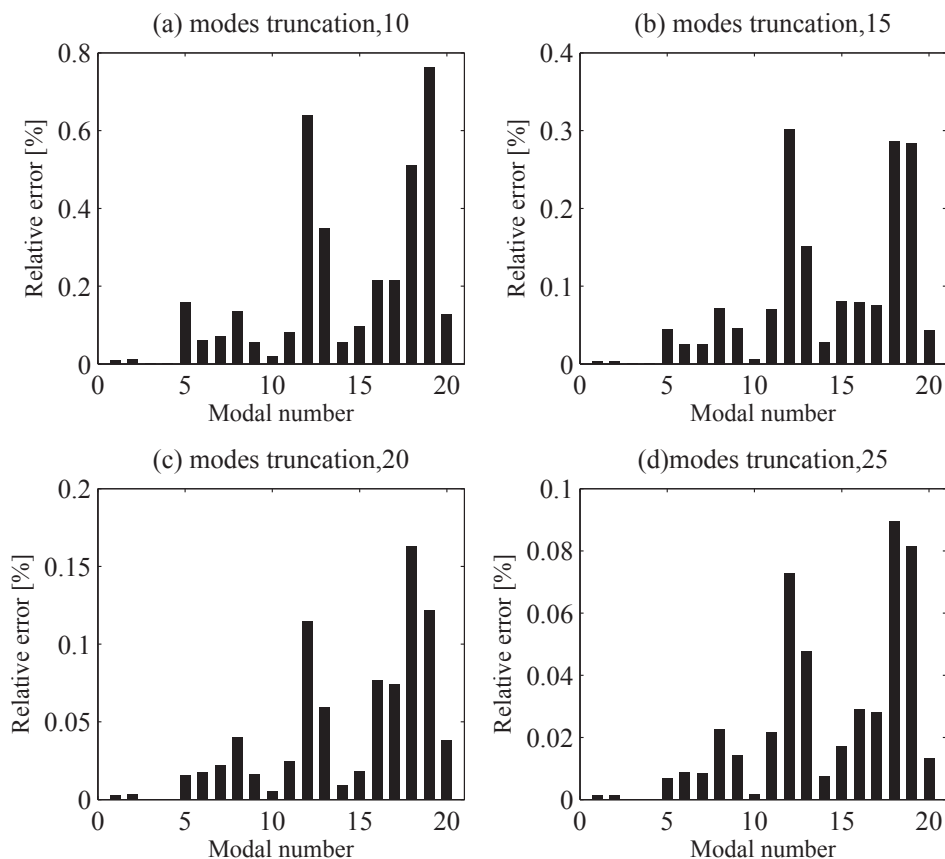 (a) modes truncation,10
0.8
0.6
0.4
0.2
0
Relative error [%]
0 5 10 15 20
Modal number
(b) modes truncation,15
0.4
0.3
0.2
0.1
0
Relative error [%]
0 5 10 15 20
Modal number
(c) modes truncation,20
0.2
0.15
0.1
0.05
0
Relative error [%]
0 5 10 15 20
Modal number
(d)modes truncation,25
0.1
0.08
0.06
0.04
0.02
0
Relative error [%]
0 5 10 15 20
Modal number